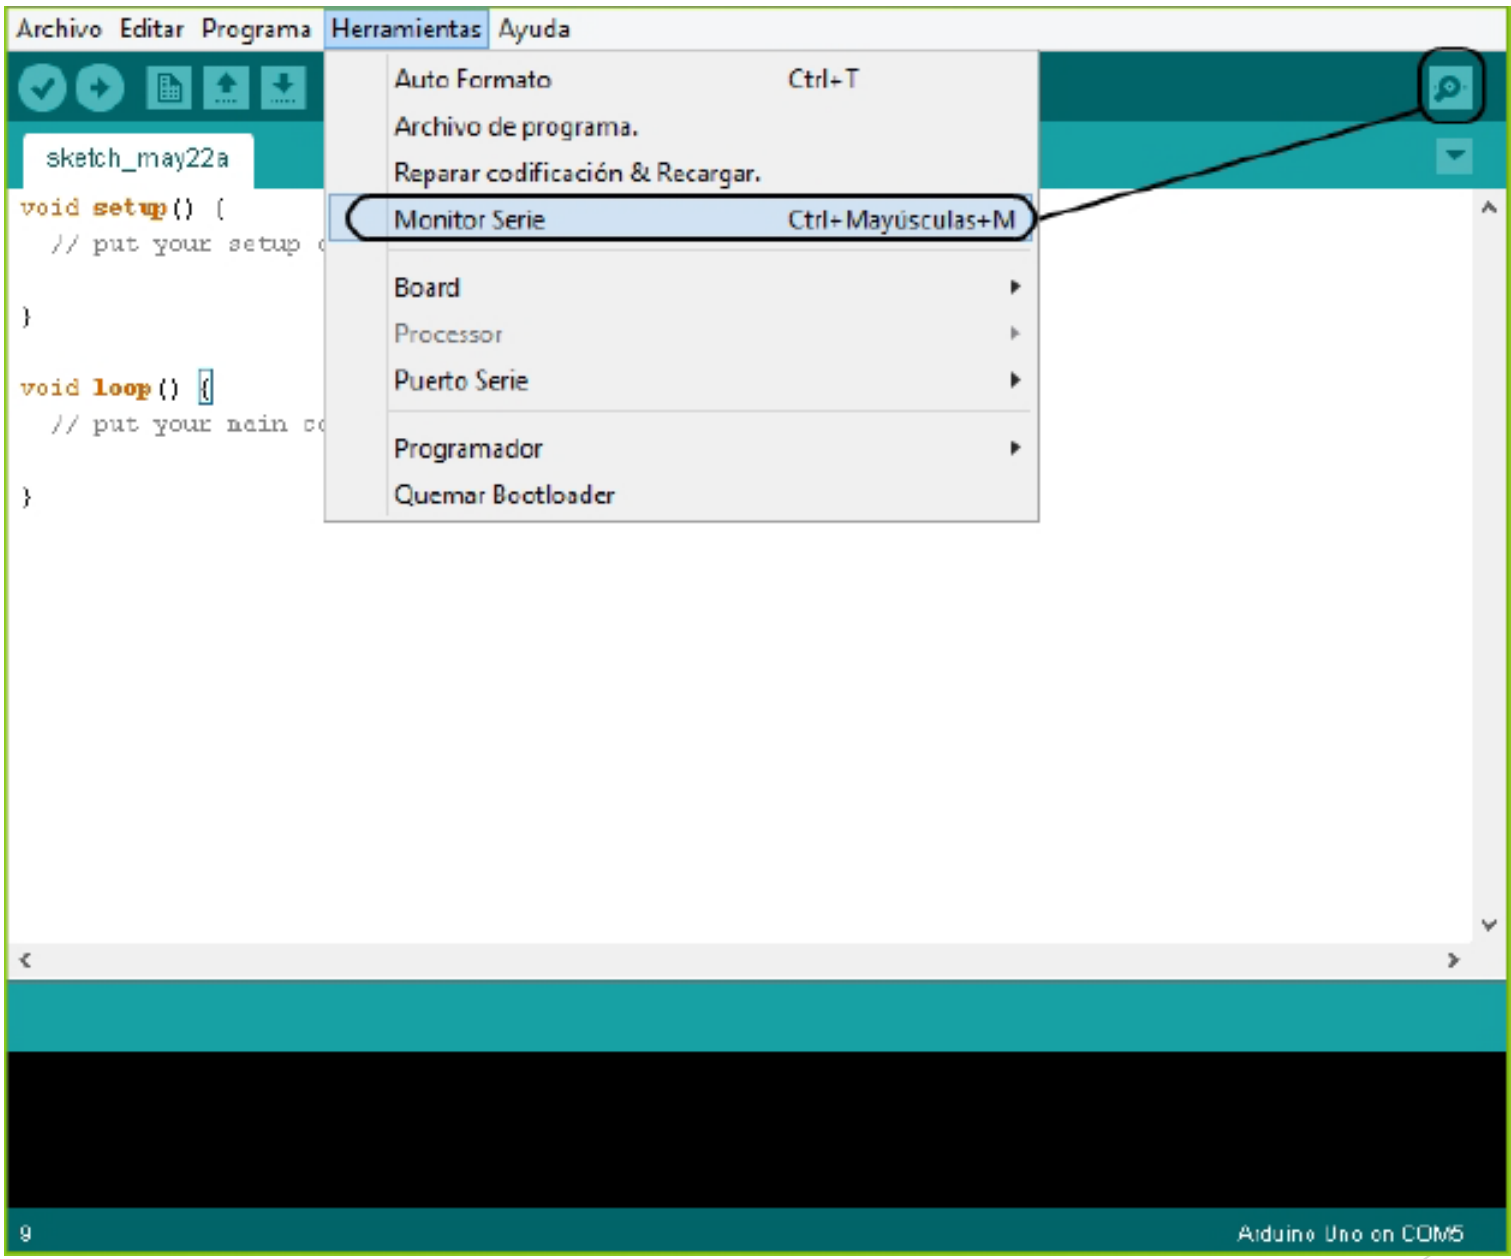 Archivo Editar Programa Herramientas Ayuda
Auto Formato Ctrl+T
Archivo de programa.
sketch_may22a
Reparar codificación & Recargar.
void setup() {
Monitor Serie Ctrl+Mayúsculas+M
// put your setup
Board
}
Processor
void loop() {
Puerto Serie
// put your main
Programador
}
Quemar Bootloader
9 Arduino Uno on COM5